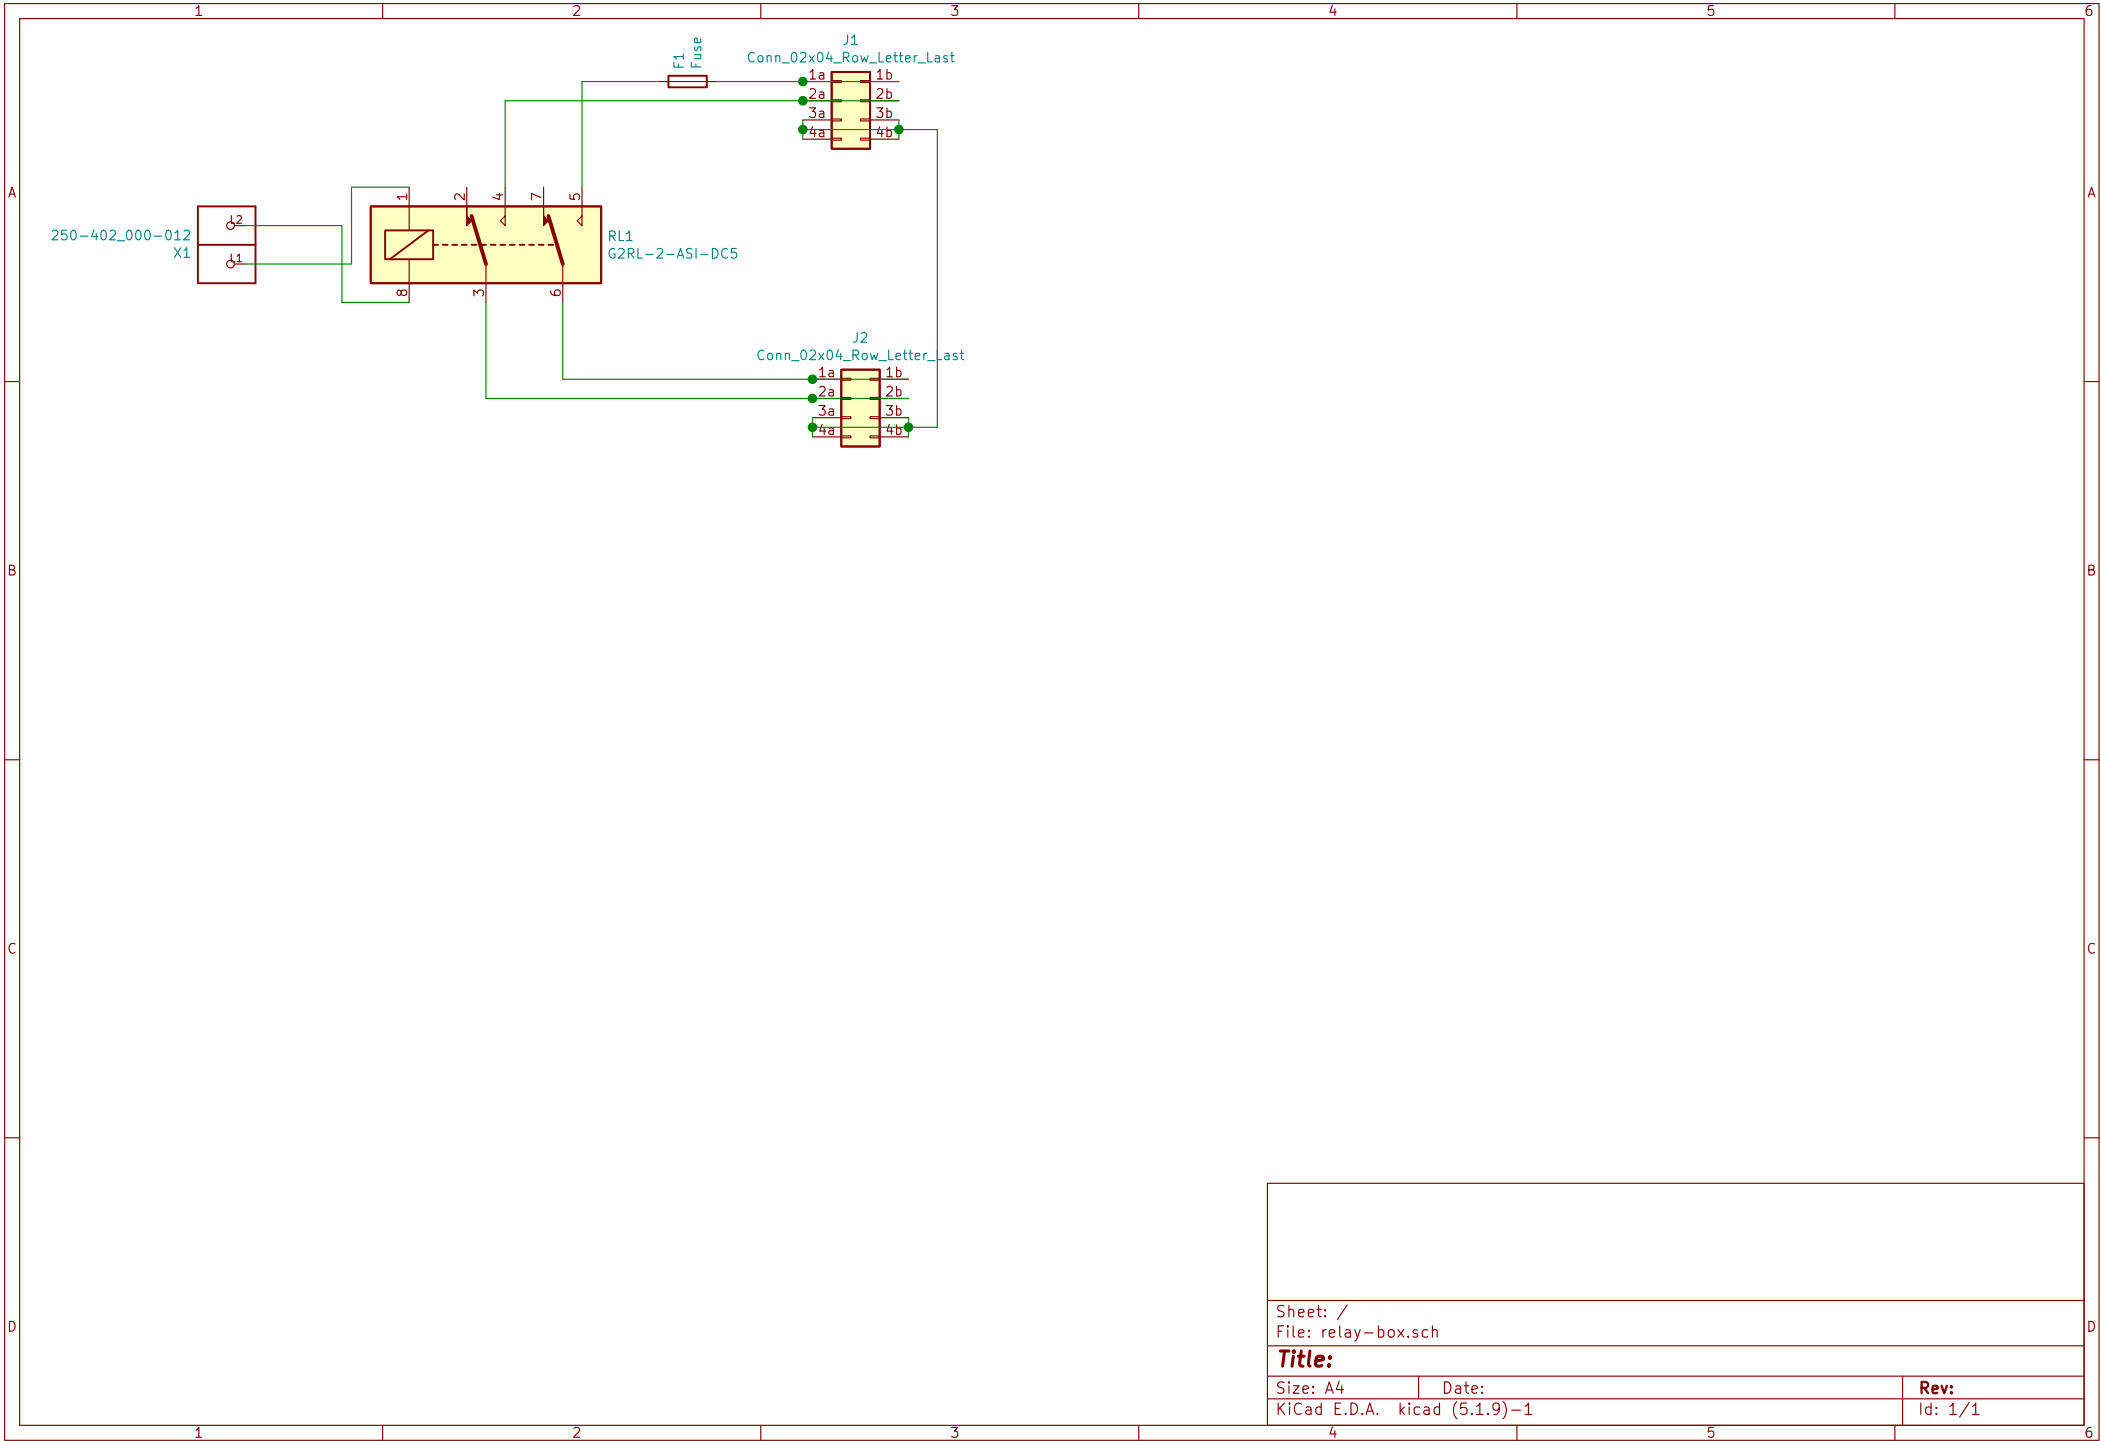 1 2 3 4 5 6
J1
Conn_02x04_Row_Letter_Last
F1
Fuse
1a 1b
2a 2b
3a 3b
4a 4b
A A
1 2 4 7 5
L2
250-402_000-012
X1
L1
RL1
G2RL-2-ASI-DC5
8 3 6
J2
Conn_02x04_Row_Letter_Last
1a 1b
2a 2b
3a 3b
4a 4b
B B
C C
D D
Sheet: /
File: relay-box.sch
Title:
Size: A4 Date: Rev:
KiCad E.D.A. kicad (5.1.9)-1 Id: 1/1
1 2 3 4 5 6